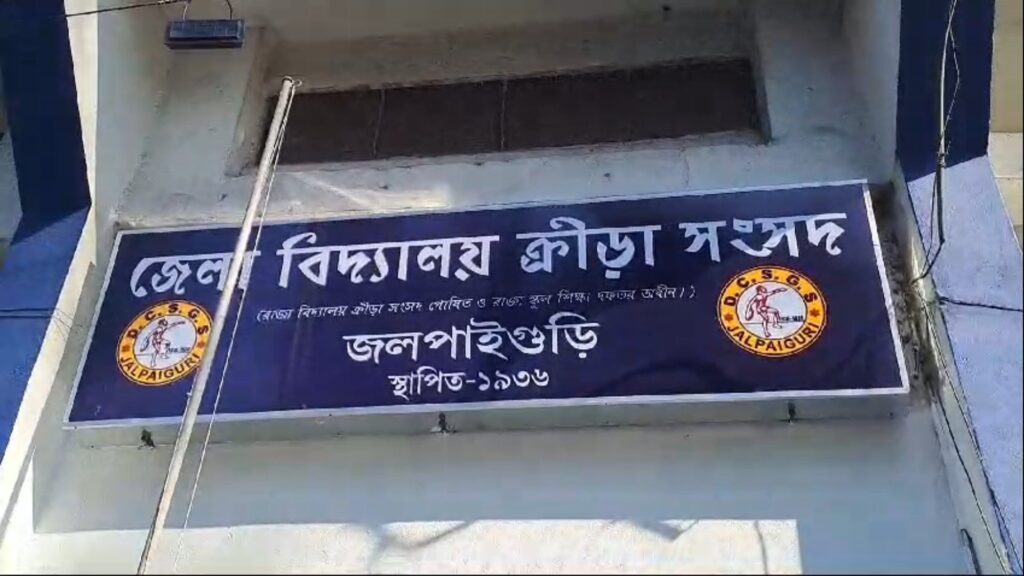 জেলা বিদ্যালয় ক্রীড়া সংসদ
(রাজ্য বিদ্যালয় ক্রীড়া সংসদ পোষিত ও রাজ্য স্কুল শিক্ষা দফতর অধীন।)
জলপাইগুড়ি
স্থাপিত-১৯৩৬
D.C.S.G.S
JALPAIGURI
D.C.S.G.S
JALPAIGURI